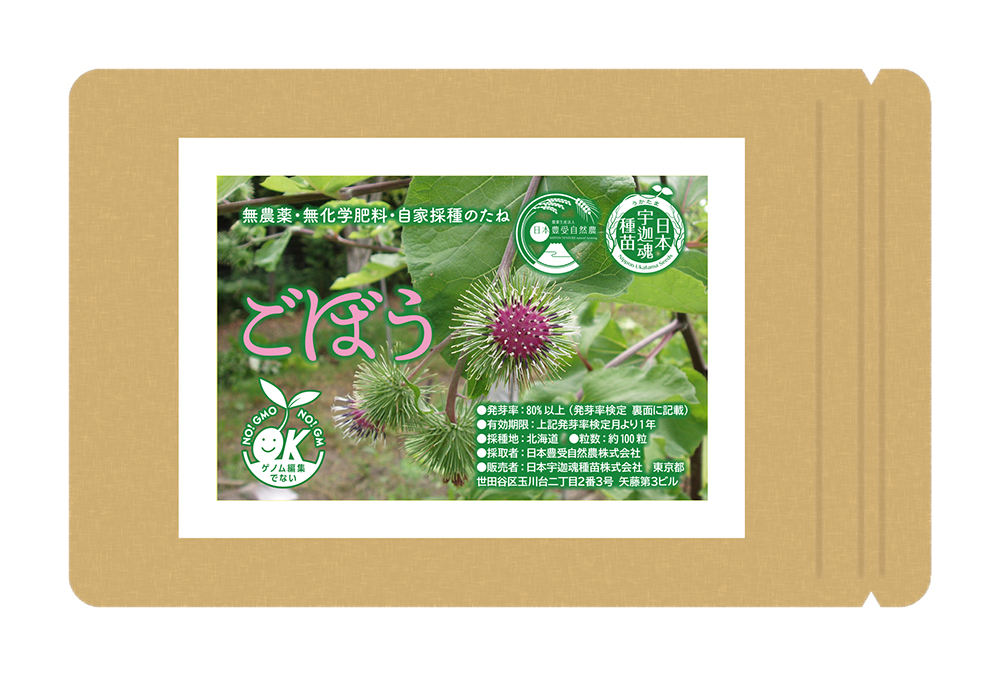 無農薬・無化学肥料・自家採種のたね
日本豊受自然農
うかたま
日本
宇迦魂
種苗
Nippon Ukatama Seeds
ごぼう
NO! GMO NO! GM
OK
ゲノム編集
でない
●発芽率：80%以上（発芽率検定 裏面に記載）
●有効期限：上記発芽率検定月より1年
●採種地：北海道 ●粒数：約100粒
●採取者：日本豊受自然農株式会社
●販売者：日本宇迦魂種苗株式会社 東京都
世田谷区玉川台二丁目2番3号 矢藤第3ビル